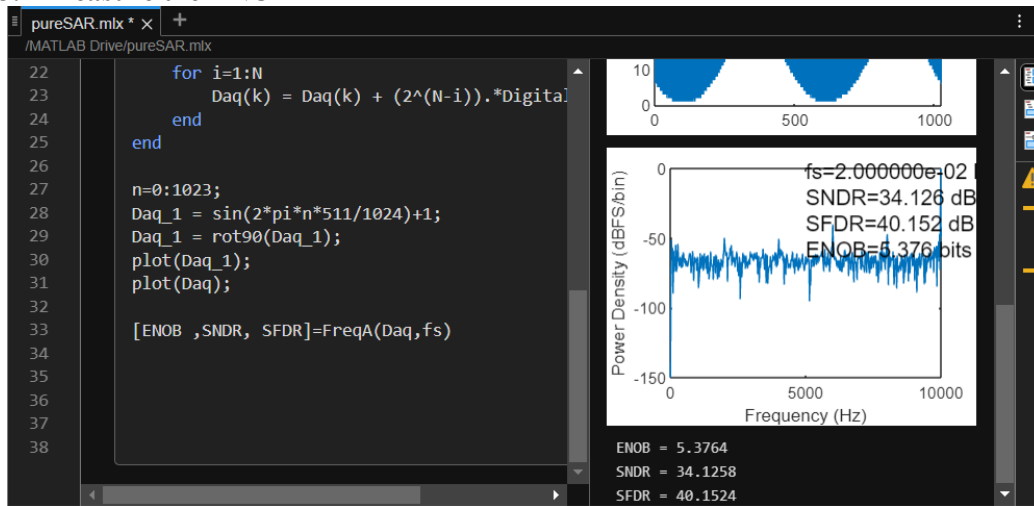 pureSAR.mlx * × +
/MATLAB Drive/pureSAR.mlx
22 for i=1:N
23 Daq(k) = Daq(k) + (2^(N-i)).*Digital
24 end
25 end
26
27 n=0:1023;
28 Daq_1 = sin(2*pi*n*511/1024)+1;
29 Daq_1 = rot90(Daq_1);
30 plot(Daq_1);
31 plot(Daq);
32
33 [ENOB ,SNDR, SFDR]=FreqA(Daq,fs)
34
35
36
37
38
10
0
0 500 1000
fs=2.000000e-02
SNDR=34.126 dB
SFDR=40.152 dB
ENOB=5.376 bits
Power Density (dBFS/bin)
0
-50
-100
-150
0 5000 10000
Frequency (Hz)
ENOB = 5.3764
SNDR = 34.1258
SFDR = 40.1524